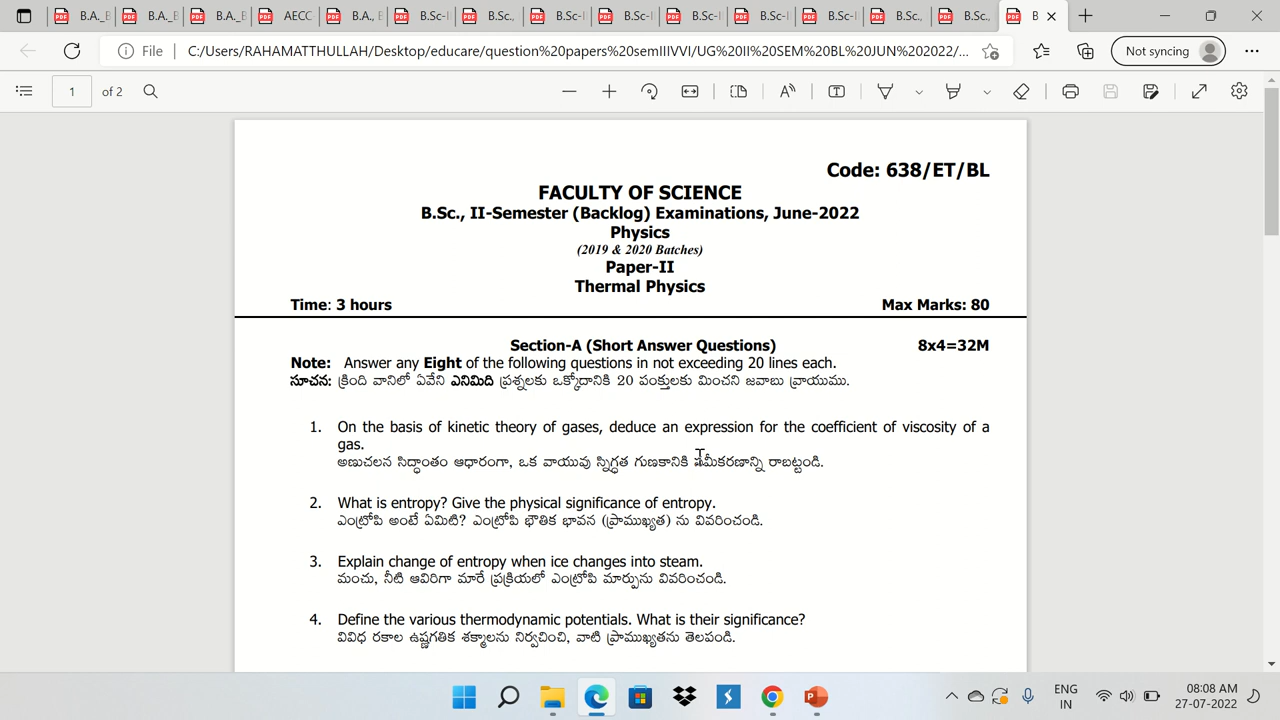 B.A., B
B.A., B
B.A., B
AECC
B.A., B
B.Sc-I
B.Sc.,
B.Sc-I
B.Sc-I
B.Sc-I
B.Sc-I
B.Sc-I
B.Sc.,
B.Sc.,
B
File C:/Users/RAHAMATTHULLAH/Desktop/educare/question%20papers%20semIIIVVI/UG%20II%20SEM%20BL%20JUN%202022/... Not syncing
1 of 2
Code: 638/ET/BL
FACULTY OF SCIENCE
B.Sc., II-Semester (Backlog) Examinations, June-2022
Physics
(2019 & 2020 Batches)
Paper-II
Thermal Physics
Time: 3 hours Max Marks: 80
Section-A (Short Answer Questions) 8x4=32M
Note: Answer any Eight of the following questions in not exceeding 20 lines each.
సూచన: క్రింది వానిలో ఏవేని ఎనిమిది ప్రశ్నలకు ఒక్కోదానికి 20 పంక్తులకు మించని జవాబు వ్రాయుము.
1. On the basis of kinetic theory of gases, deduce an expression for the coefficient of viscosity of a
gas.
అణుచలన సిద్ధాంతం ఆధారంగా, ఒక వాయువు స్నిగ్ధత గుణకానికి సమీకరణాన్ని రాబట్టండి.
2. What is entropy? Give the physical significance of entropy.
ఎంట్రోపి అంటే ఏమిటి? ఎంట్రోపి భౌతిక భావన (ప్రాముఖ్యత) ను వివరించండి.
3. Explain change of entropy when ice changes into steam.
మంచు, నీటి ఆవిరిగా మారే ప్రక్రియలో ఎంట్రోపి మార్పును వివరించండి.
4. Define the various thermodynamic potentials. What is their significance?
వివిధ రకాల ఉష్ణగతిక శక్మాలను నిర్వచించి, వాటి ప్రాముఖ్యతను తెలపండి.
ENG
IN
08:08 AM
27-07-2022